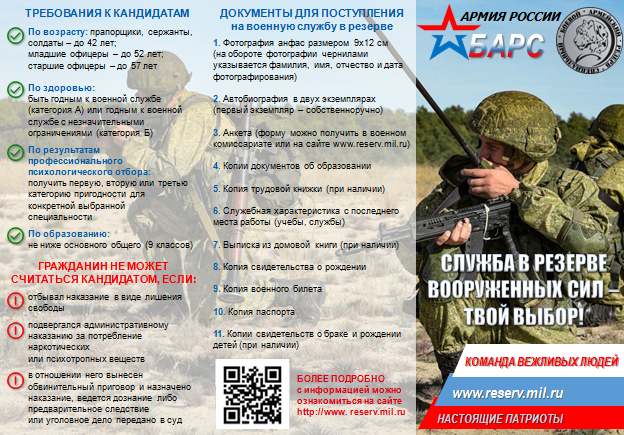 ТРЕБОВАНИЯ К КАНДИДАТАМ
По возрасту: прапорщики, сержанты,
солдаты – до 42 лет;
младшие офицеры – до 52 лет;
старшие офицеры – до 57 лет
По здоровью:
быть годным к военной службе
(категория А) или годным к военной
службе с незначительными
ограничениями (категория Б)
По результатам
профессионального
психологического отбора:
получить первую, вторую или третью
категорию пригодности для
конкретной выбранной
специальности
По образованию:
не ниже основного общего (9 классов)
ГРАЖДАНИН НЕ МОЖЕТ
СЧИТАТЬСЯ КАНДИДАТОМ, ЕСЛИ:
отбывал наказание в виде лишения
свободы
подвергался административному
наказанию за потребление
наркотических
или психотропных веществ
в отношении него вынесен
обвинительный приговор и назначено
наказание, ведется дознание либо
предварительное следствие
или уголовное дело передано в суд
ДОКУМЕНТЫ ДЛЯ ПОСТУПЛЕНИЯ
на военную службу в резерве
1. Фотография анфас размером 9х12 см
(на обороте фотографии чернилами
указывается фамилия, имя, отчество и дата
фотографирования)
2. Автобиография в двух экземплярах
(первый экземпляр – собственноручно)
3. Анкета (форму можно получить в военном
комиссариате или на сайте www.reserv.mil.ru)
4. Копии документов об образовании
5. Копия трудовой книжки (при наличии)
6. Служебная характеристика с последнего
места работы (учебы, службы)
7. Выписка из домовой книги (при наличии)
8. Копия свидетельства о рождении
9. Копия военного билета
10. Копия паспорта
11. Копии свидетельств о браке и рождении
детей (при наличии)
БОЛЕЕ ПОДРОБНО
с информацией можно
ознакомиться на сайте
http://www. reserv.mil.ru
АРМИЯ РОССИИ
БАРС
БОЕВОЙ АРМЕЙСКИЙ РЕЗЕРВ СПЕЦИАЛЬНЫЙ
СЛУЖБА В РЕЗЕРВЕ
ВООРУЖЕННЫХ СИЛ –
ТВОЙ ВЫБОР!
КОМАНДА ВЕЖЛИВЫХ ЛЮДЕЙ
www.reserv.mil.ru
НАСТОЯЩИЕ ПАТРИОТЫ